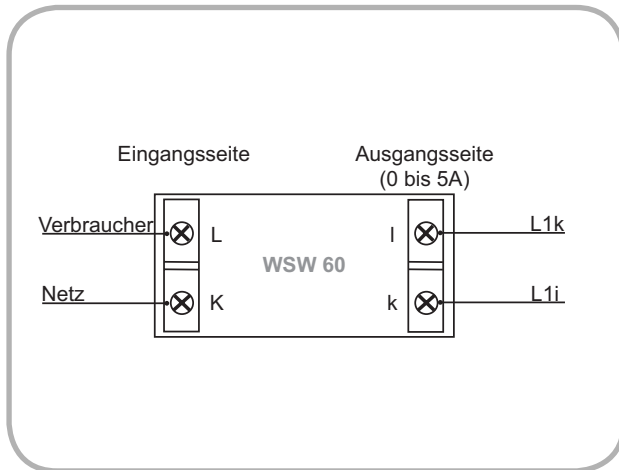 Eingangsseite
Ausgangsseite
(0 bis 5A)
Verbraucher L l L1k
WSW 60
Netz K k L1i